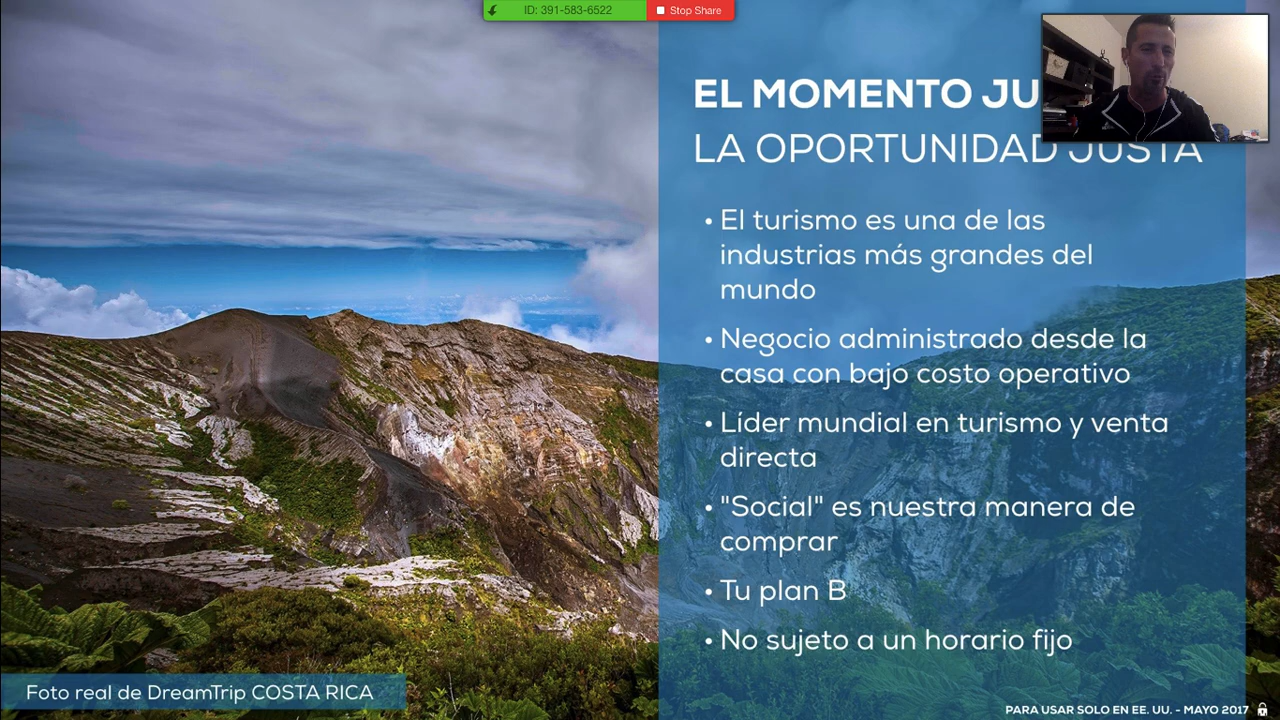 ID: 391-583-6522
Stop Share
EL MOMENTO
LA OPORTUNIDAD JUSTA
• El turismo es una de las
industrias más grandes del
mundo
• Negocio administrado desde la
casa con bajo costo operativo
• Líder mundial en turismo y venta
directa
• "Social" es nuestra manera de
comprar
• Tu plan B
• No sujeto a un horario fijo
Foto real de DreamTrip COSTA RICA
PARA USAR SOLO EN EE. UU. - MAYO 2017